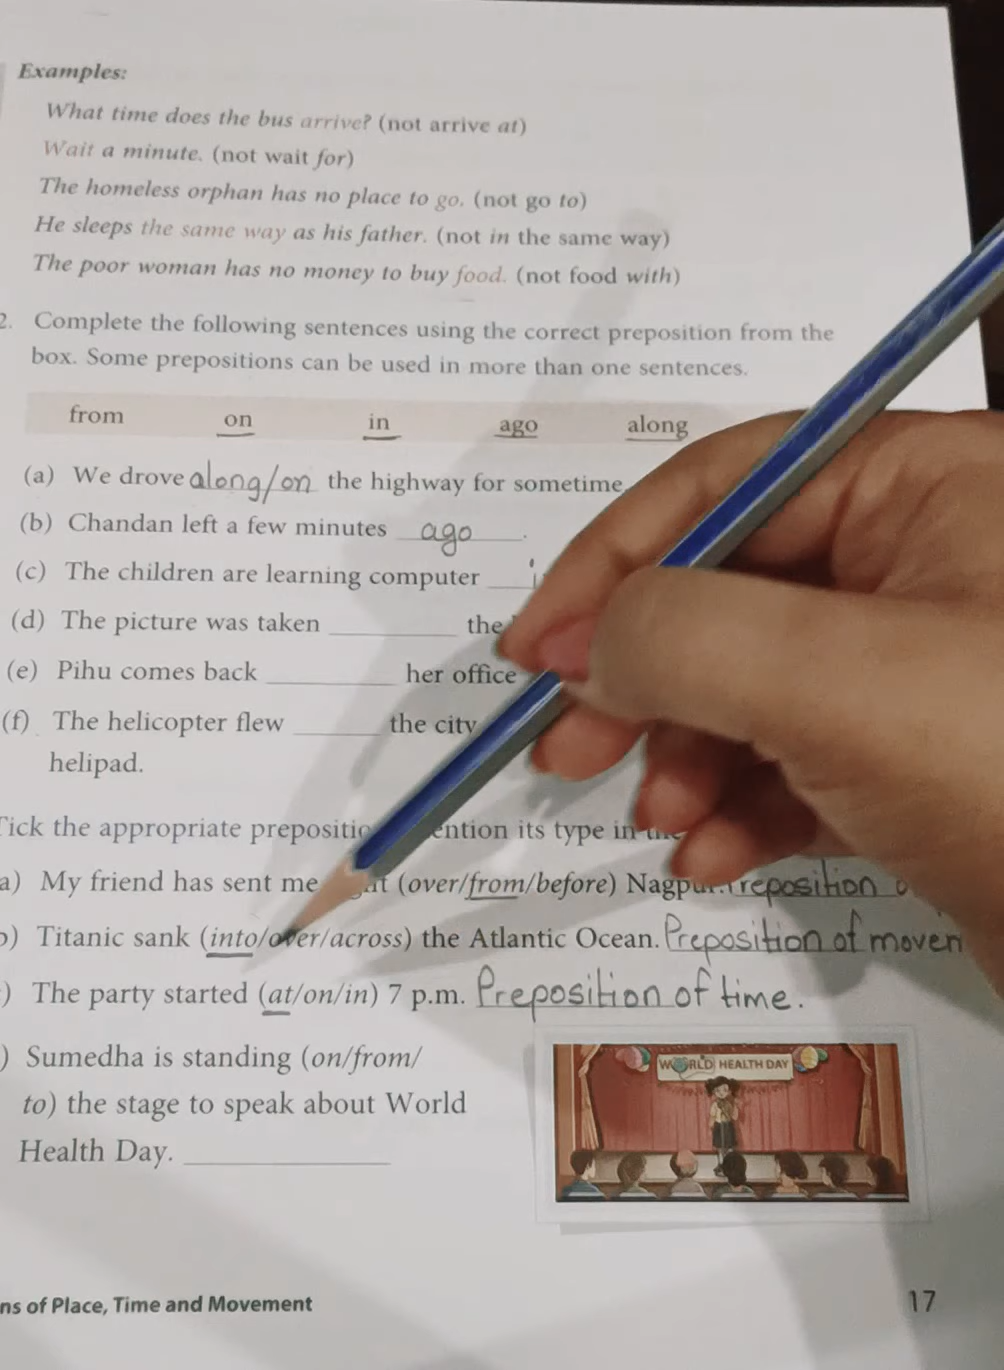 Examples:
What time does the bus arrive? (not arrive at)
Wait a minute. (not wait for)
The homeless orphan has no place to go. (not go to)
He sleeps the same way as his father. (not in the same way)
The poor woman has no money to buy food. (not food with)
2. Complete the following sentences using the correct preposition from the
box. Some prepositions can be used in more than one sentences.
from on in ago along
(a) We drove along/on the highway for sometime
(b) Chandan left a few minutes ago.
(c) The children are learning computer
(d) The picture was taken ________ the
(e) Pihu comes back ________ her office
(f) The helicopter flew ________ the city
helipad.
Tick the appropriate ention its type in
a) My friend has sent me (over/from/before)
b) Titanic sank (into/over/across) the Atlantic Ocean. Preposition of movem
) The party started (at/on/in) 7 p.m. Preposition of time.
) Sumedha is standing (on/from/
to) the stage to speak about World
Health Day. ________
WORLD HEALTH DAY
ns of Place, Time and Movement
17